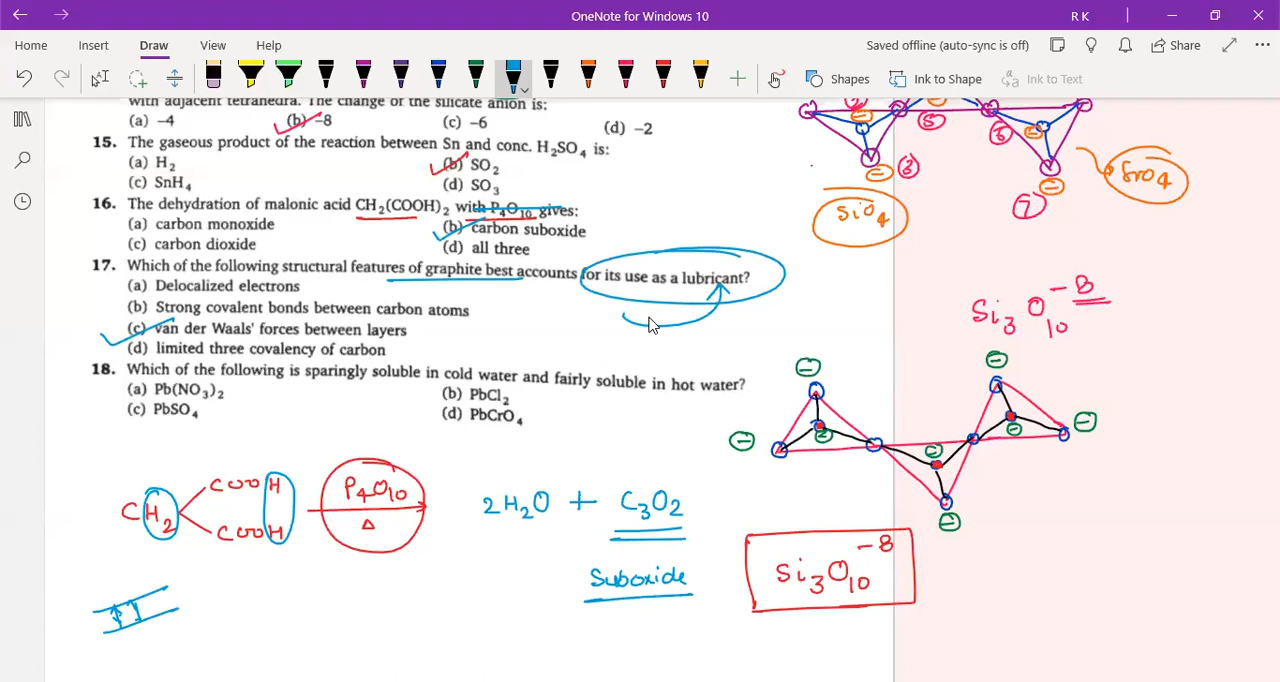 OneNote for Windows 10
R K
Home Insert Draw View Help
Saved offline (auto-sync is off)
Share
Shapes
Ink to Shape
Ink to Text
with adjacent tetrahedra. The change of the silicate anion is:
(a) −4 (b) −8 (c) −6 (d) −2
15. The gaseous product of the reaction between Sn and conc. H₂SO₄ is:
(a) H₂ (b) SO₂
(c) SnH₄ (d) SO₃
16. The dehydration of malonic acid CH₂(COOH)₂ with P₄O₁₀ gives:
(a) carbon monoxide (b) carbon suboxide
(c) carbon dioxide (d) all three
17. Which of the following structural features of graphite best accounts for its use as a lubricant?
(a) Delocalized electrons
(b) Strong covalent bonds between carbon atoms
(c) van der Waals' forces between layers
(d) limited three covalency of carbon
18. Which of the following is sparingly soluble in cold water and fairly soluble in hot water?
(a) Pb(NO₃)₂ (b) PbCl₂
(c) PbSO₄ (d) PbCrO₄
CH₂ COOH COOH
P₄O₁₀
Δ
2H₂O + C₃O₂
Suboxide
SiO₄
Si₃O₁₀⁻⁸
Si₃O₁₀⁻⁸